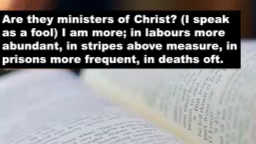 Are they ministers of Christ? (I speak
as a fool) I am more; in labours more
abundant, in stripes above measure, in
prisons more frequent, in deaths oft.